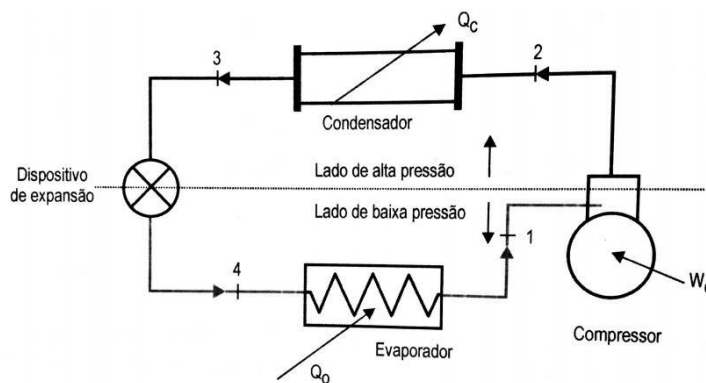 Q_C
3
2
Condensador
Lado de alta pressão
Dispositivo
de expansão
Lado de baixa pressão
1
4
W_c
Compressor
Evaporador
Q_o